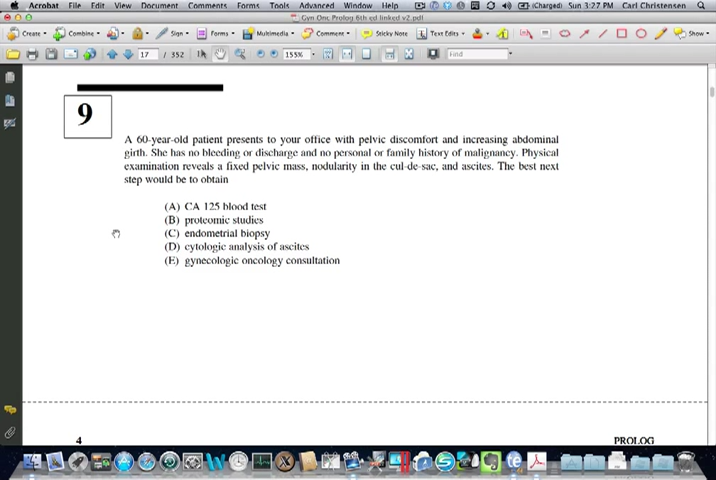 Acrobat File Edit View Document Comments Forms Tools Advanced Window Help (Charged) Sun 3:27 PM Carl Christensen
Gyn Onc Prolog 6th ed linked v2.pdf
Create Combine Sign Forms Multimedia Comment Sticky Note Text Edits Show
17 / 352 155% Find
9
A 60-year-old patient presents to your office with pelvic discomfort and increasing abdominal
girth. She has no bleeding or discharge and no personal or family history of malignancy. Physical
examination reveals a fixed pelvic mass, nodularity in the cul-de-sac, and ascites. The best next
step would be to obtain
(A) CA 125 blood test
(B) proteomic studies
(C) endometrial biopsy
(D) cytologic analysis of ascites
(E) gynecologic oncology consultation
4 PROLOG